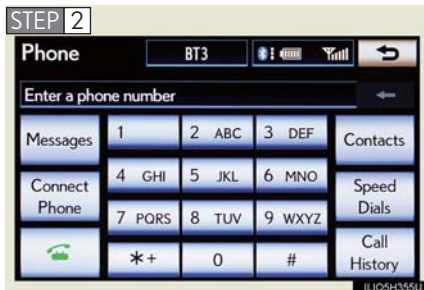 STEP 2
Phone BT3
Enter a phone number
Messages 1 2 ABC 3 DEF Contacts
Connect Phone 4 GHI 5 JKL 6 MNO Speed Dials
7 PQRS 8 TUV 9 WXYZ
*+ 0 # Call History
ILIO5H355U